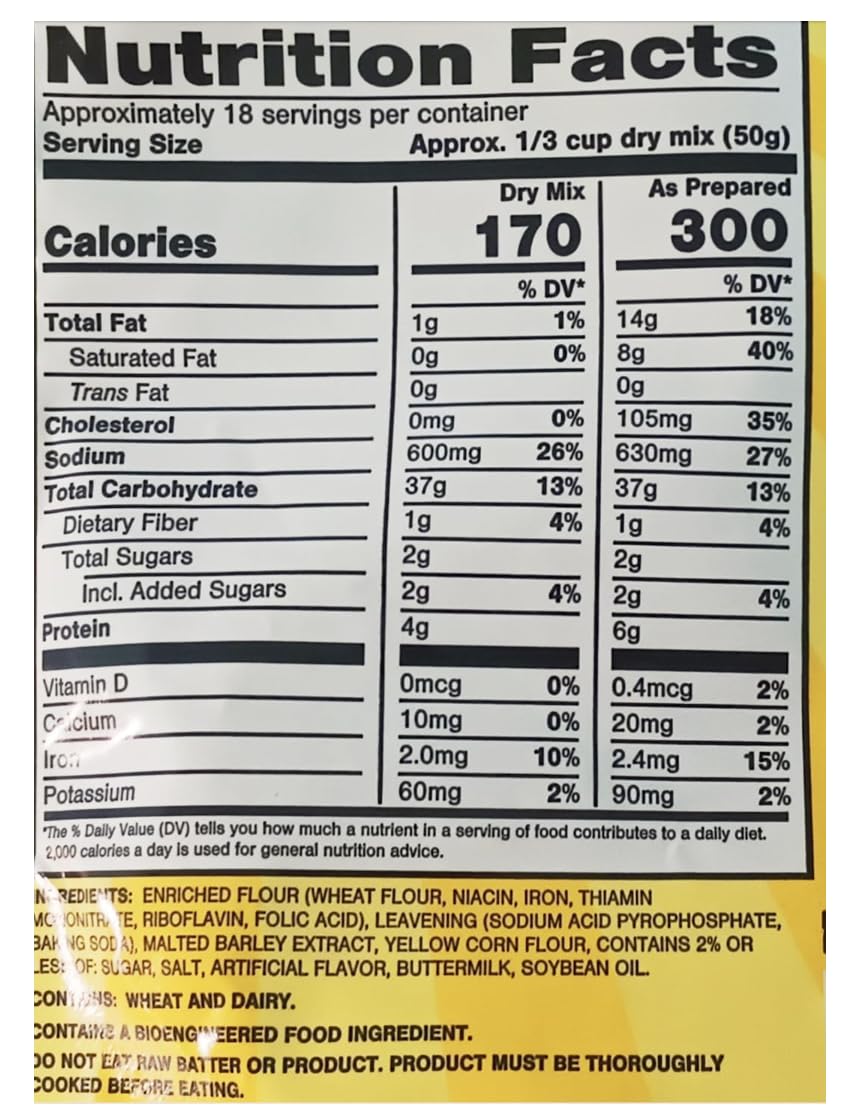 Nutrition Facts
Approximately 18 servings per container
Serving Size Approx. 1/3 cup dry mix (50g)
Dry Mix As Prepared
Calories 170 300
% DV* % DV*
Total Fat 1g 1% 14g 18%
Saturated Fat 0g 0% 8g 40%
Trans Fat 0g 0g
Cholesterol 0mg 0% 105mg 35%
Sodium 600mg 26% 630mg 27%
Total Carbohydrate 37g 13% 37g 13%
Dietary Fiber 1g 4% 1g 4%
Total Sugars 2g 2g
Incl. Added Sugars 2g 4% 2g 4%
Protein 4g 6g
Vitamin D 0mcg 0% 0.4mcg 2%
Calcium 10mg 0% 20mg 2%
Iron 2.0mg 10% 2.4mg 15%
Potassium 60mg 2% 90mg 2%
*The % Daily Value (DV) tells you how much a nutrient in a serving of food contributes to a daily diet.
2,000 calories a day is used for general nutrition advice.
INGREDIENTS: ENRICHED FLOUR (WHEAT FLOUR, NIACIN, IRON, THIAMIN
MONONITRATE, RIBOFLAVIN, FOLIC ACID), LEAVENING (SODIUM ACID PYROPHOSPHATE,
BAKING SODA), MALTED BARLEY EXTRACT, YELLOW CORN FLOUR, CONTAINS 2% OR
LESS OF: SUGAR, SALT, ARTIFICIAL FLAVOR, BUTTERMILK, SOYBEAN OIL.
CONTAINS: WHEAT AND DAIRY.
CONTAINS A BIOENGINEERED FOOD INGREDIENT.
DO NOT EAT RAW BATTER OR PRODUCT. PRODUCT MUST BE THOROUGHLY
COOKED BEFORE EATING.